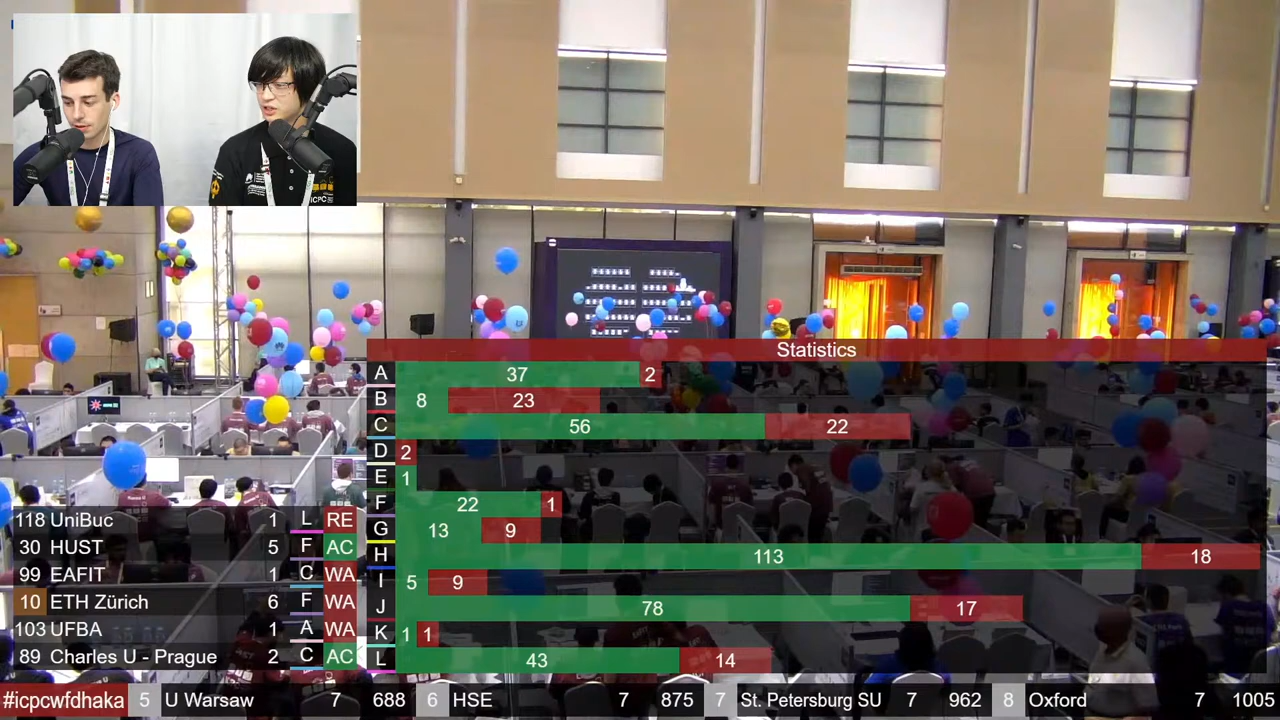 ICPC
Statistics
A 37 2
B 8 23
C 56 22
D 2
E 1
F 22 1
G 13 9
H 113 18
I 5 9
J 78 17
K 1 1
L 43 14
118 UniBuc 1 L RE
30 HUST 5 F AC
99 EAFIT 1 C WA
10 ETH Zürich 6 F WA
103 UFBA 1 A WA
89 Charles U - Prague 2 C AC
#icpcwfdhaka 5 U Warsaw 7 688 6 HSE 7 875 7 St. Petersburg SU 7 962 8 Oxford 7 1005